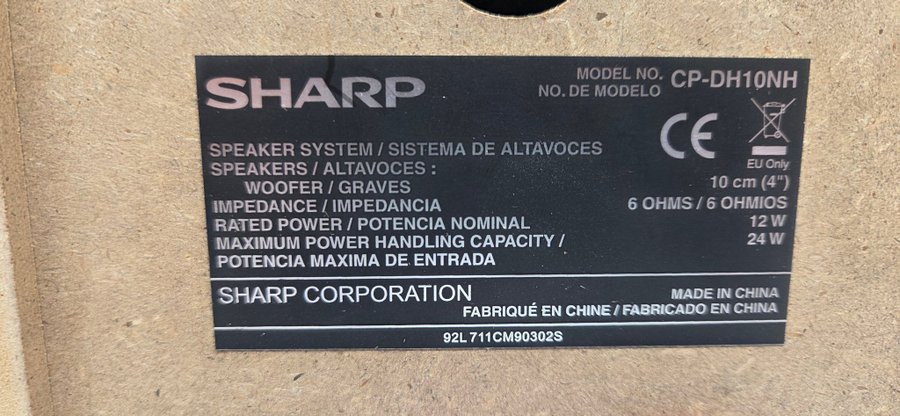 SHARP
MODEL NO. CP-DH10NH
NO. DE MODELO
CE
EU Only
SPEAKER SYSTEM / SISTEMA DE ALTAVOCES
SPEAKERS / ALTAVOCES :
WOOFER / GRAVES 10 cm (4")
IMPEDANCE / IMPEDANCIA 6 OHMS / 6 OHMIOS
RATED POWER / POTENCIA NOMINAL 12 W
MAXIMUM POWER HANDLING CAPACITY / 24 W
POTENCIA MAXIMA DE ENTRADA
SHARP CORPORATION MADE IN CHINA
FABRIQUÉ EN CHINE / FABRICADO EN CHINA
92L711CM90302S